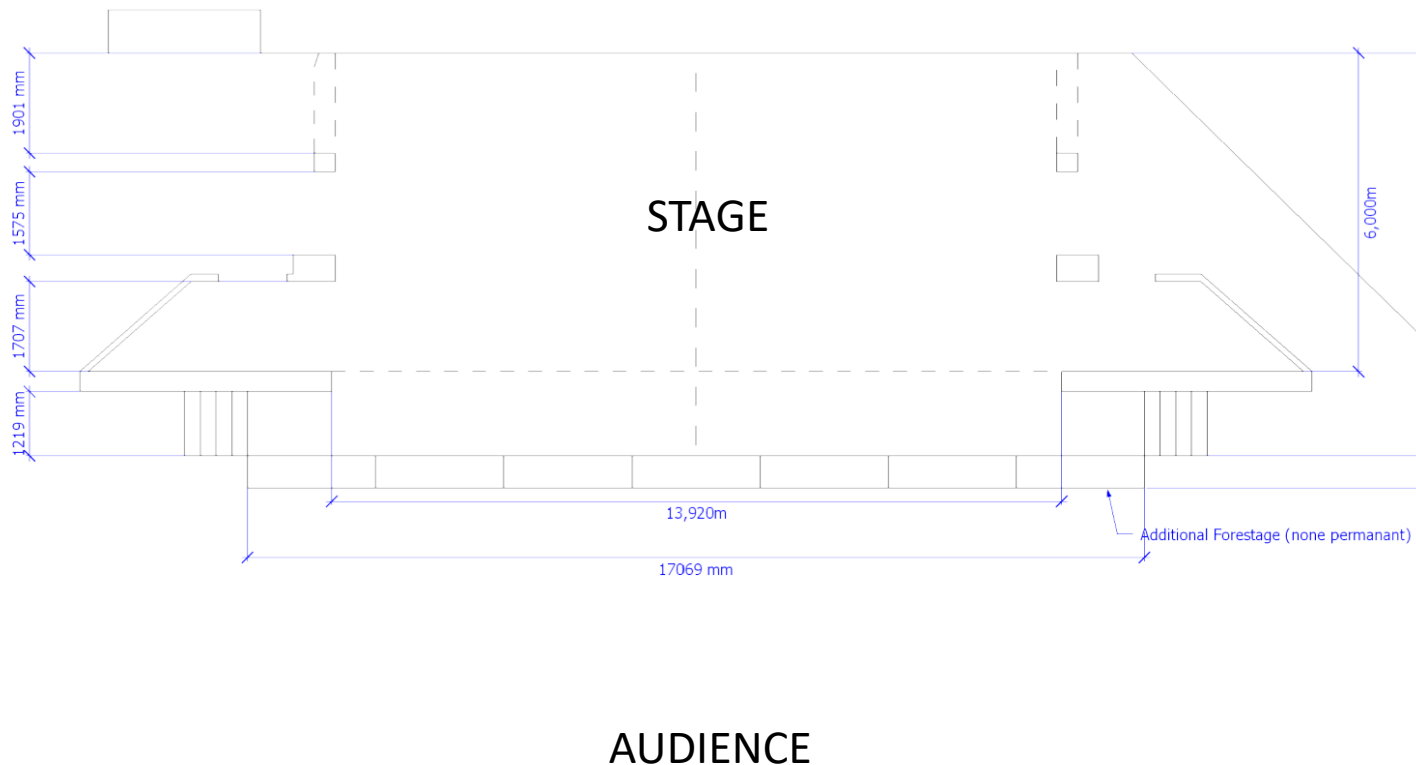 1901 mm
1575 mm
STAGE
6,000m
1707 mm
1219 mm
13,920m
Additional Forestage (none permanant)
17069 mm
AUDIENCE